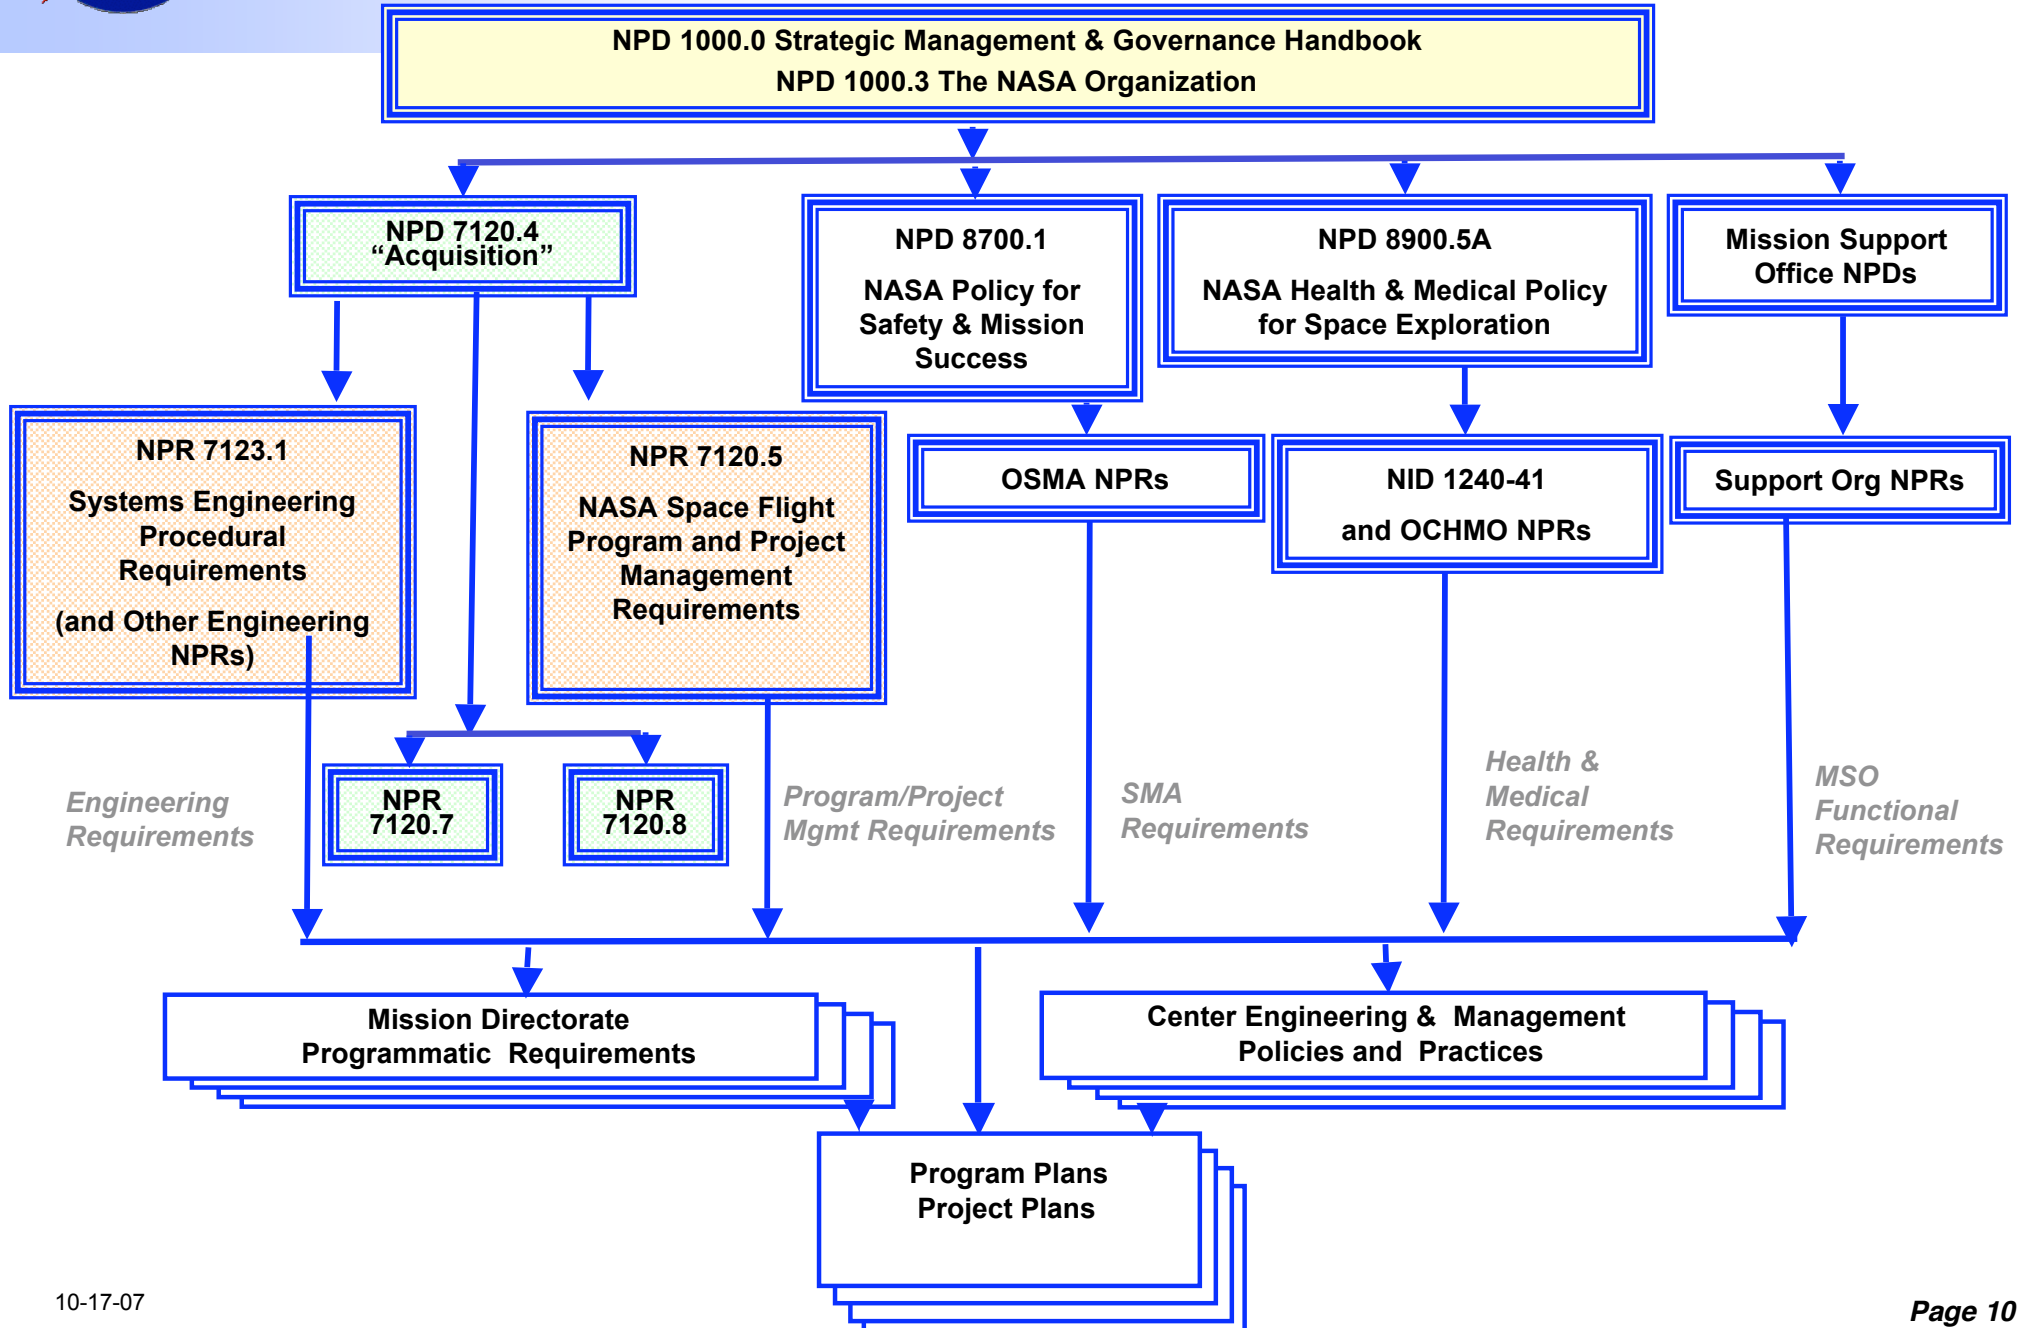 NPD 1000.0 Strategic Management & Governance Handbook
NPD 1000.3 The NASA Organization
NPD 7120.4
“Acquisition”
NPD 8700.1
NASA Policy for
Safety & Mission
Success
NPD 8900.5A
NASA Health & Medical Policy
for Space Exploration
Mission Support
Office NPDs
NPR 7123.1
Systems Engineering
Procedural
Requirements
(and Other Engineering
NPRs)
NPR 7120.5
NASA Space Flight
Program and Project
Management
Requirements
OSMA NPRs
NID 1240-41
and OCHMO NPRs
Support Org NPRs
Engineering
Requirements
NPR
7120.7
NPR
7120.8
Program/Project
Mgmt Requirements
SMA
Requirements
Health &
Medical
Requirements
MSO
Functional
Requirements
Mission Directorate
Programmatic Requirements
Center Engineering & Management
Policies and Practices
Program Plans
Project Plans
10-17-07
Page 10